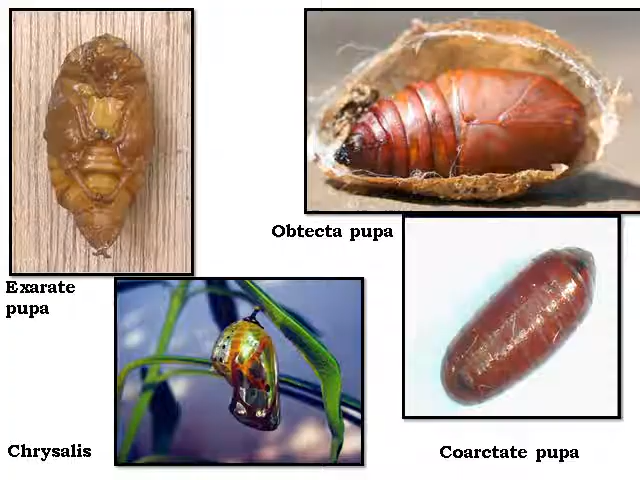 Obtecta pupa
Exarate
pupa
Chrysalis
Coarctate pupa